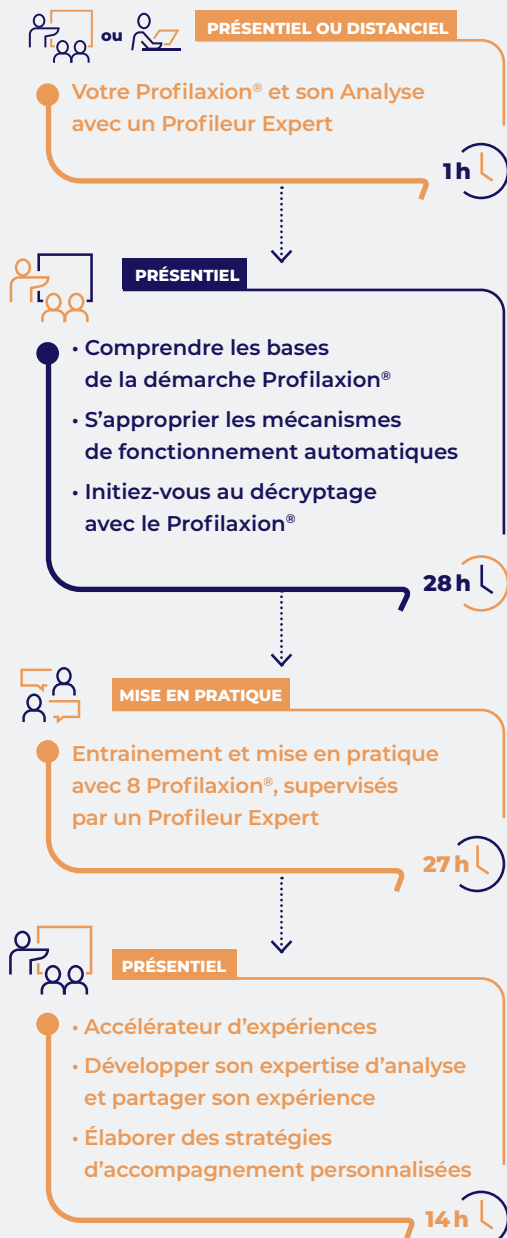 ou
PRÉSENTIEL OU DISTANCIEL
Votre Profilaxion® et son Analyse
avec un Profileur Expert
1h
PRÉSENTIEL
• Comprendre les bases
de la démarche Profilaxion®
• S'approprier les mécanismes
de fonctionnement automatiques
• Initiez-vous au décryptage
avec le Profilaxion®
28h
MISE EN PRATIQUE
Entrainement et mise en pratique
avec 8 Profilaxion®, supervisés
par un Profileur Expert
27h
PRÉSENTIEL
• Accélérateur d'expériences
• Développer son expertise d'analyse
et partager son expérience
• Élaborer des stratégies
d'accompagnement personnalisées
14h